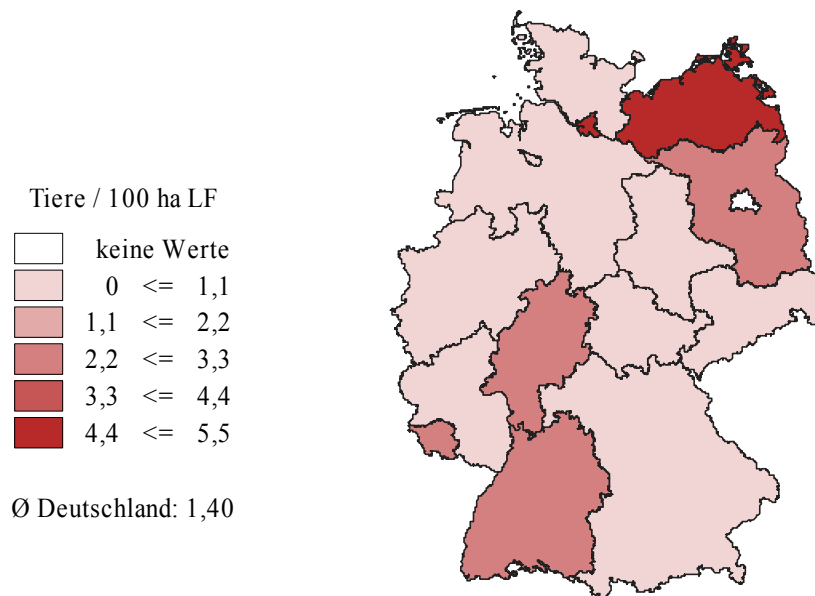 Tiere / 100 ha LF
keine Werte
0 <= 1,1
1,1 <= 2,2
2,2 <= 3,3
3,3 <= 4,4
4,4 <= 5,5
Ø Deutschland: 1,40